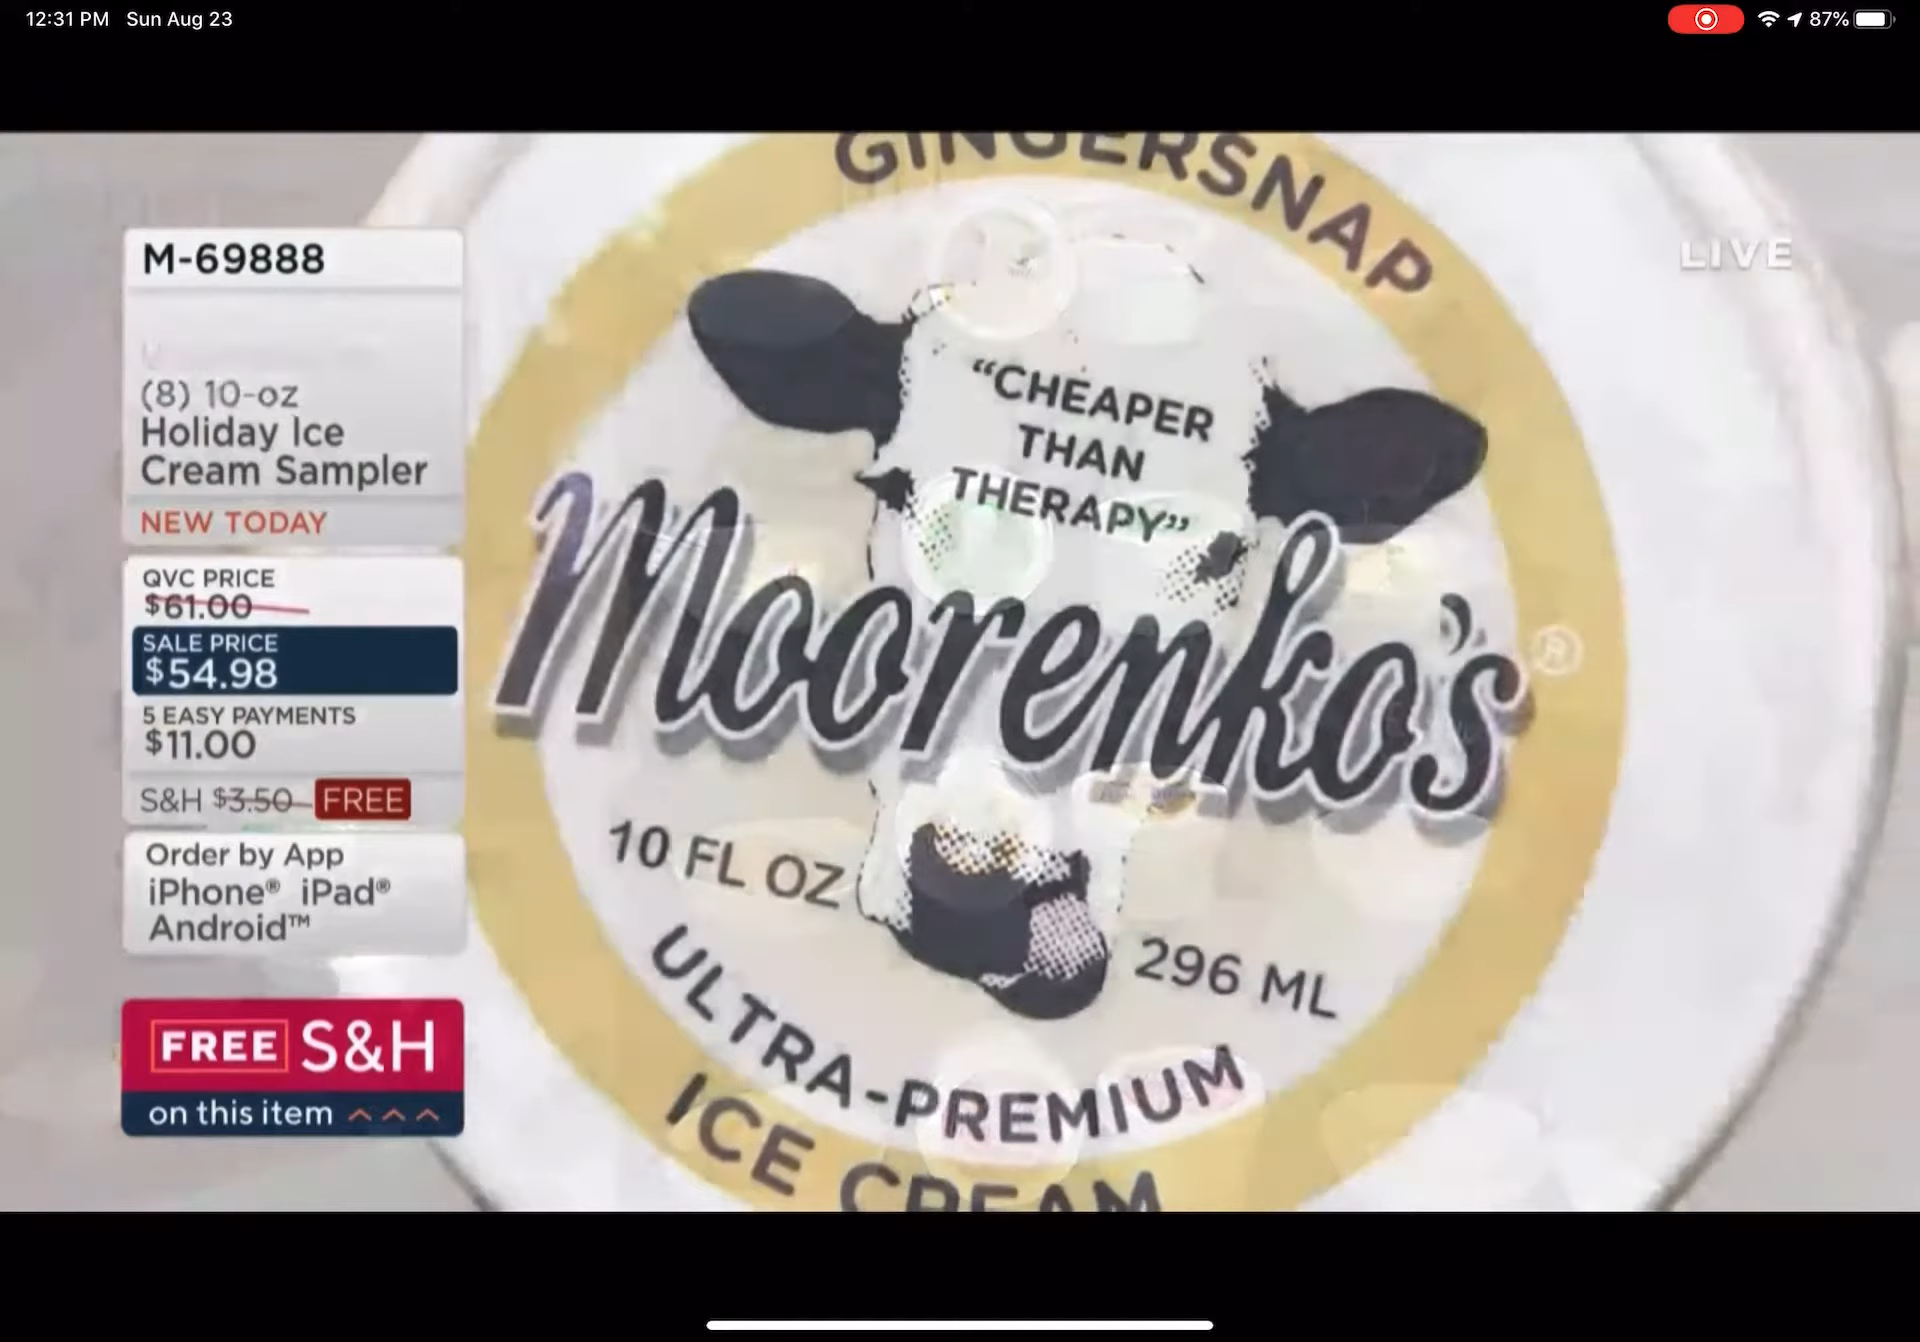 12:31 PM Sun Aug 23
87%
M-69888
(8) 10-oz
Holiday Ice
Cream Sampler
NEW TODAY
QVC PRICE
$61.00
SALE PRICE
$54.98
5 EASY PAYMENTS
$11.00
S&H $3.50 FREE
Order by App
iPhone® iPad®
Android™
FREE S&H
on this item
LIVE
GINGERSNAP
“CHEAPER
THAN
THERAPY”
Moorenko's®
10 FL OZ
296 ML
ULTRA-PREMIUM
ICE CREAM